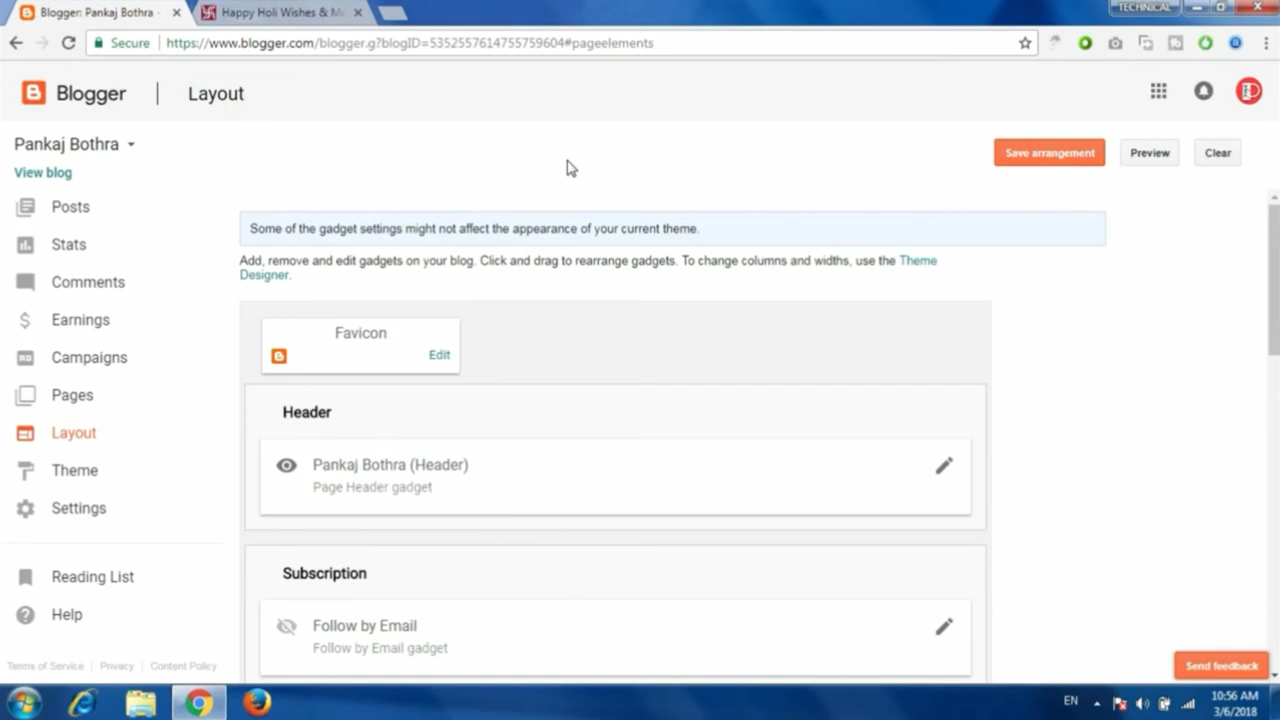 Blogger: Pankaj Bothra -
Happy Holi Wishes & Me
TECHNICAL
Secure
https://www.blogger.com/blogger.g?blogID=5352557614755759604#pageelements
Blogger
Layout
Pankaj Bothra
View blog
Save arrangement
Preview
Clear
Posts
Stats
Comments
Earnings
Campaigns
Pages
Layout
Theme
Settings
Reading List
Help
Terms of Service | Privacy | Content Policy
Some of the gadget settings might not affect the appearance of your current theme.
Add, remove and edit gadgets on your blog. Click and drag to rearrange gadgets. To change columns and widths, use the Theme
Designer.
Favicon
Edit
Header
Pankaj Bothra (Header)
Page Header gadget
Subscription
Follow by Email
Follow by Email gadget
Send feedback
EN
10:56 AM
3/6/2018